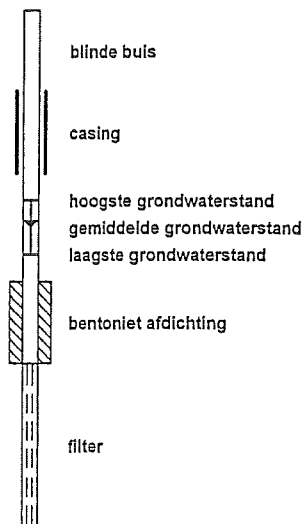 blinde buis
casing
hoogste grondwaterstand
gemiddelde grondwaterstand
laagste grondwaterstand
bentoniet afdichting
filter